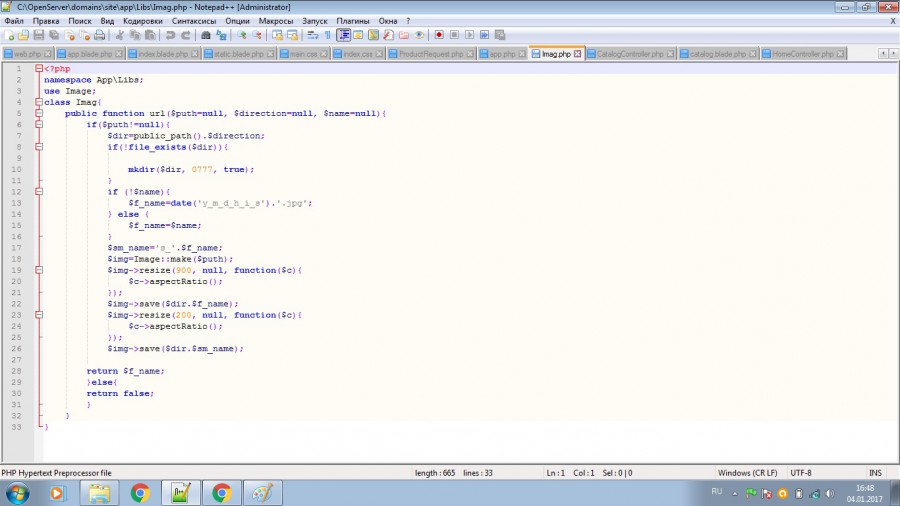 C:\OpenServer\domains\site\app\Libs\Imag.php - Notepad++ [Administrator]
Файл Правка Поиск Вид Кодировки Синтаксисы Опции Макросы Запуск Плагины Окна ? X
web.php app.blade.php index.blade.php static.blade.php main.css index.css ProductRequest.php app.php Imag.php CatalogController.php catalog.blade.php HomeController.php
1 <?php
2 namespace App\Libs;
3 use Image;
4 class Imag{
5 public function url($puth=null, $direction=null, $name=null){
6 if($puth!=null){
7 $dir=public_path().$direction;
8 if(!file_exists($dir)){
9
10 mkdir($dir, 0777, true);
11 }
12 if (!$name){
13 $f_name=date('y_m_d_h_i_s').'.jpg';
14 } else {
15 $f_name=$name;
16 }
17 $sm_name='s_'.$f_name;
18 $img=Image::make($puth);
19 $img->resize(900, null, function($c){
20 $c->aspectRatio();
21 });
22 $img->save($dir.$f_name);
23 $img->resize(200, null, function($c){
24 $c->aspectRatio();
25 });
26 $img->save($dir.$sm_name);
27
28 return $f_name;
29 }else{
30 return false;
31 }
32 }
33 }
PHP Hypertext Preprocessor file length : 665 lines : 33 Ln : 1 Col : 1 Sel : 0 | 0 Windows (CR LF) UTF-8 INS
RU 16:48
04.01.2017